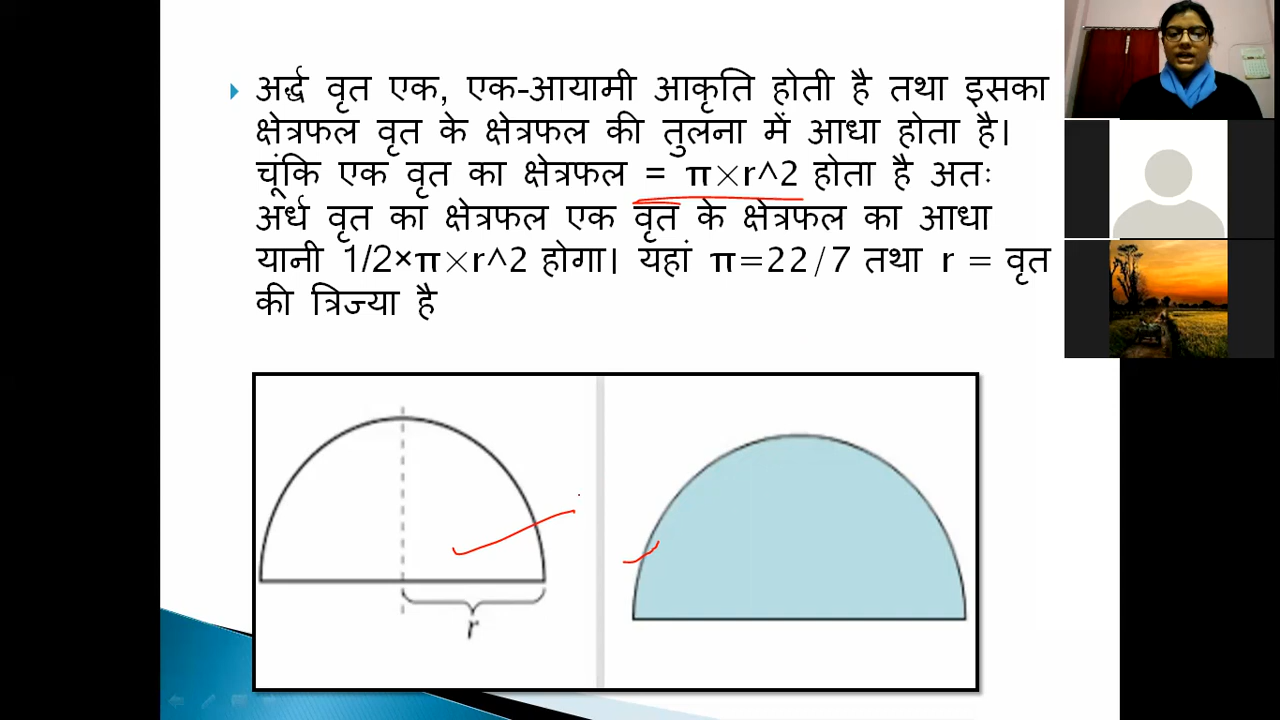 अर्द्ध वृत एक, एक-आयामी आकृति होती है तथा इसका
क्षेत्रफल वृत के क्षेत्रफल की तुलना में आधा होता है।
चूंकि एक वृत का क्षेत्रफल = π×r^2 होता है अतः
अर्ध वृत का क्षेत्रफल एक वृत के क्षेत्रफल का आधा
यानी 1/2×π×r^2 होगा। यहां π=22/7 तथा r = वृत
की त्रिज्या है
r